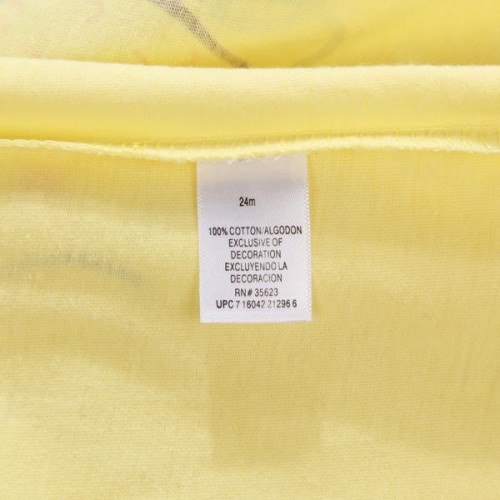 24m
100% COTTON/ALGODON
EXCLUSIVE OF
DECORATION
EXCLUYENDO LA
DECORACION
RN# 35623
UPC 7 16042 21296 6